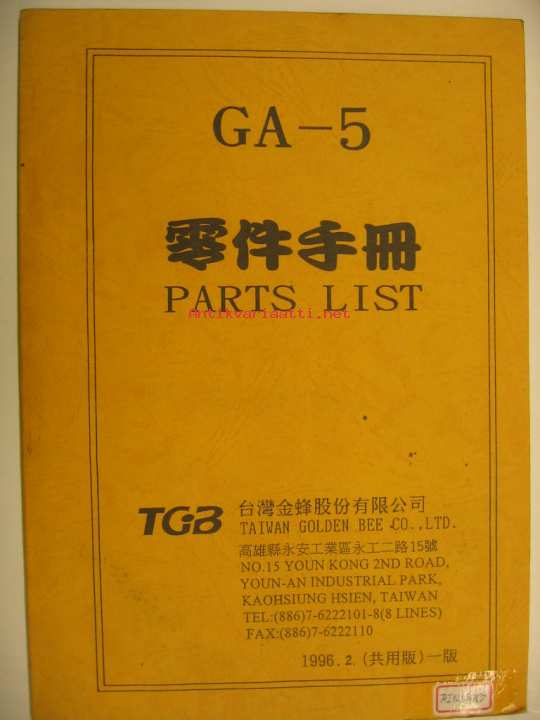 GA-5
零件手冊
PARTS LIST
Antikvariaatti.net
TGB
台灣金蜂股份有限公司
TAIWAN GOLDEN BEE CO.,LTD.
高雄縣永安工業區永工二路15號
NO.15 YOUN KONG 2ND ROAD,
YOUN-AN INDUSTRIAL PARK,
KAOHSIUNG HSIEN, TAIWAN
TEL:(886)7-6222101-8(8 LINES)
FAX:(886)7-6222110
1996.2.(共用版)一版
FINLAND